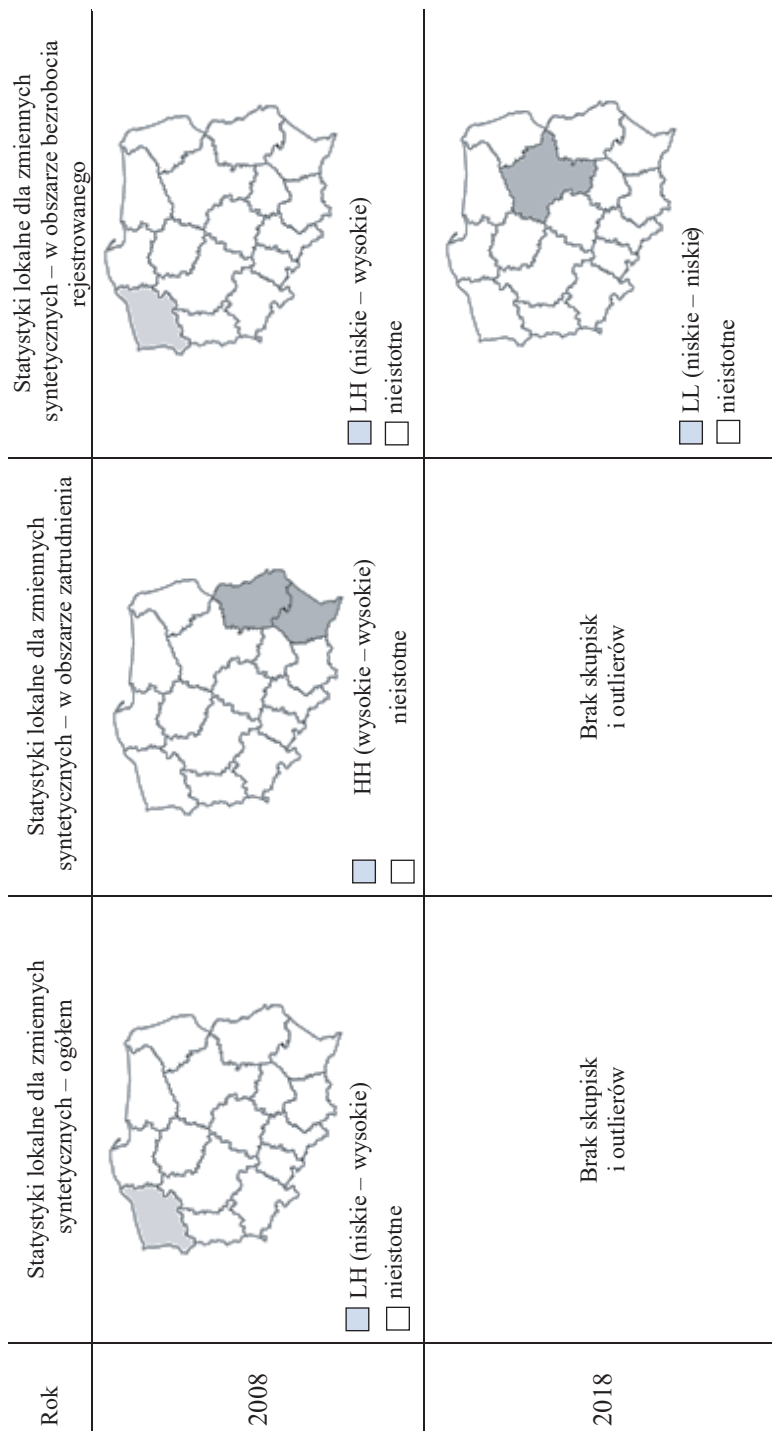 Rok
Statystyki lokalne dla zmiennych
syntetycznych – ogółem
Statystyki lokalne dla zmiennych
syntetycznych – w obszarze zatrudnienia
Statystyki lokalne dla zmiennych
syntetycznych – w obszarze bezrobocia
rejestrowanego
2008
LH (niskie – wysokie)
nieistotne
HH (wysokie – wysokie)
nieistotne
LH (niskie – wysokie)
nieistotne
2018
Brak skupisk
i outlierów
Brak skupisk
i outlierów
LL (niskie – niskie)
nieistotne